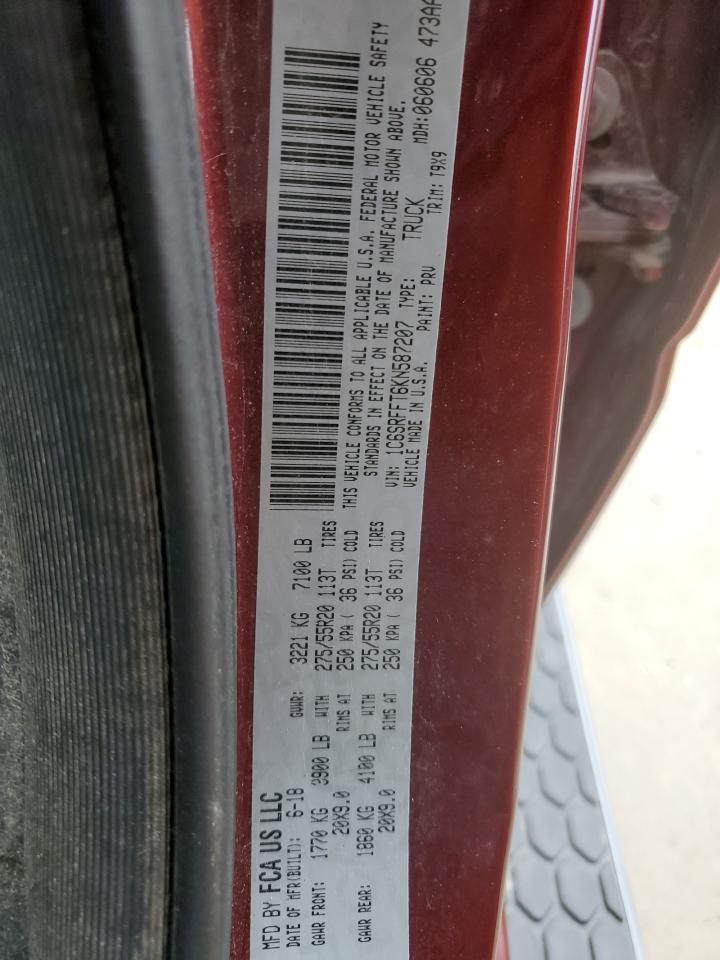 MFD BY FCA US LLC
DATE OF MFR(BUILT): 6-18 GVWR: 3221 KG 7100 LB
GAWR FRONT: 1770 KG 3900 LB WITH 275/55R20 113T TIRES
20X9.0 RIMS AT 250 KPA ( 36 PSI) COLD
GAWR REAR: 1860 KG 4100 LB WITH 275/55R20 113T TIRES
20X9.0 RIMS AT 250 KPA ( 36 PSI) COLD
THIS VEHICLE CONFORMS TO ALL APPLICABLE U.S.A. FEDERAL MOTOR VEHICLE SAFETY
STANDARDS IN EFFECT ON THE DATE OF MANUFACTURE SHOWN ABOVE.
VIN: 1C6SRFFT6KN587207 TYPE: TRUCK MDH:060606 473AA
VEHICLE MADE IN U.S.A. PAINT: PRV TRIM: T9X9